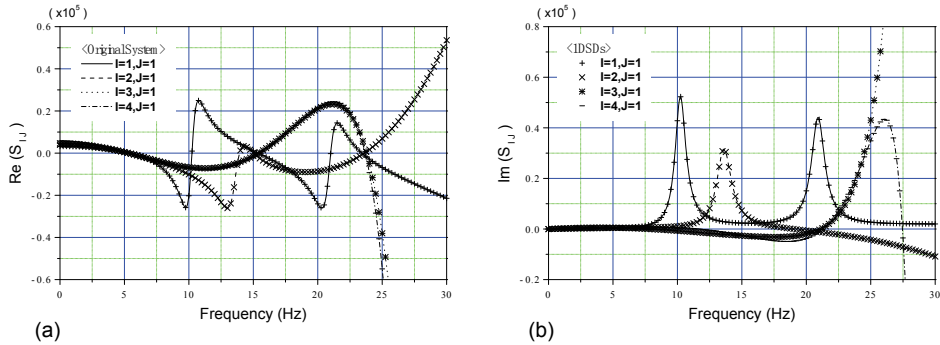 ( x10⁵ )
0.6
0.4
0.2
0.0
-0.2
-0.4
-0.6
Re (S I,J)
<OriginalSystem>
I=1,J=1
I=2,J=1
I=3,J=1
I=4,J=1
0 5 10 15 20 25 30
Frequency (Hz)
(a)
( x10⁵ )
0.8
0.6
0.4
0.2
0.0
-0.2
Im (S I,J)
<1DSDs>
I=1,J=1
I=2,J=1
I=3,J=1
I=4,J=1
0 5 10 15 20 25 30
Frequency (Hz)
(b)